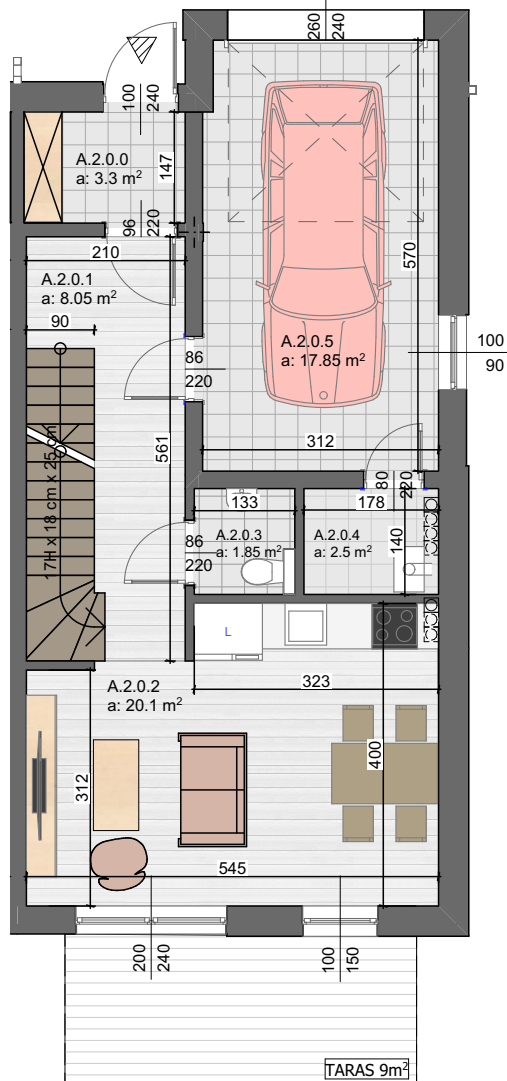 260
240
100
240
A.2.0.0
a: 3.3 m²
147
96
220
210
A.2.0.1
a: 8.05 m²
90
570
86
220
A.2.0.5
a: 17.85 m²
100
90
17H x 18 cm x 25 cm
561
312
80
220
133
178
86
220
A.2.0.3
a: 1.85 m²
A.2.0.4
a: 2.5 m²
140
L
A.2.0.2
a: 20.1 m²
323
312
400
545
200
240
100
150
TARAS 9m²